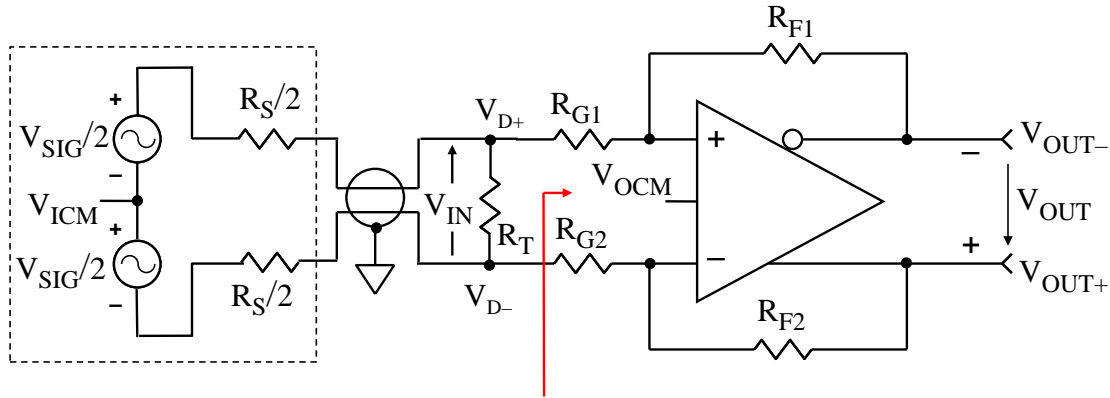 R_F1
+
R_S/2
V_SIG/2
−
V_ICM
+
V_SIG/2
−
R_S/2
V_D+
R_G1
V_IN
R_T
V_D−
R_G2
V_OCM
+
−
R_F2
−
V_OUT−
V_OUT
+
V_OUT+